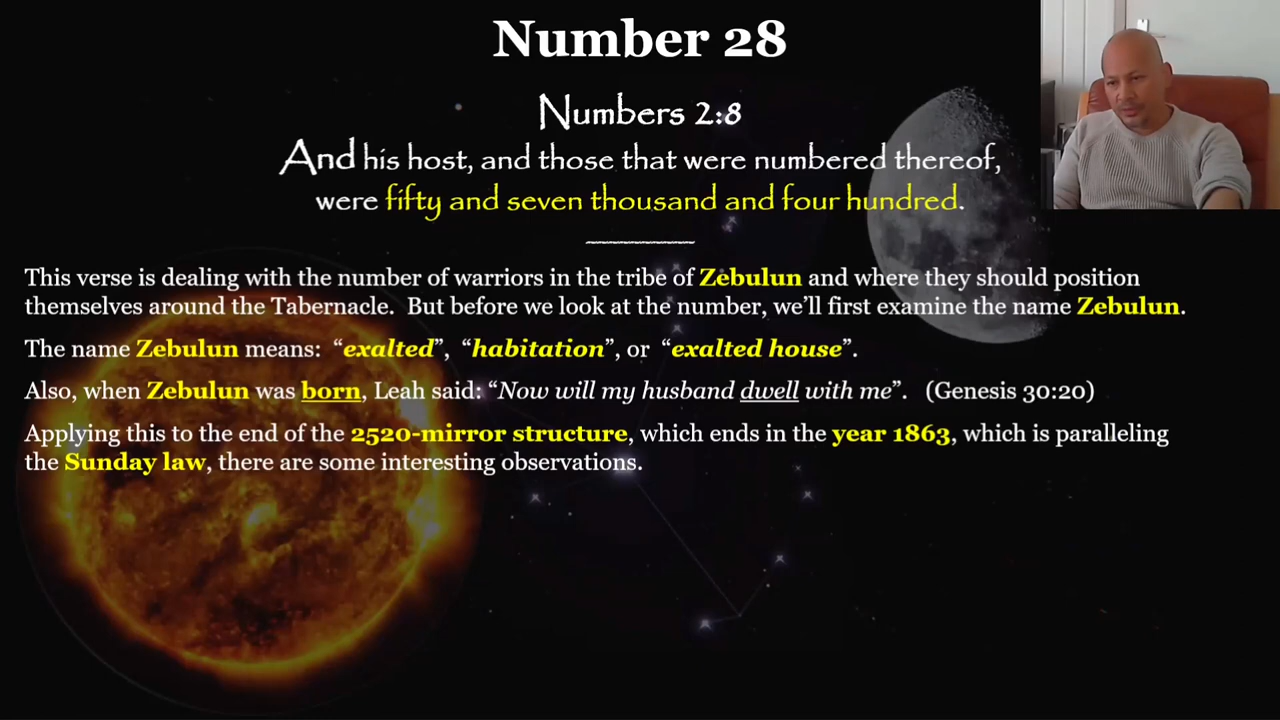 Number 28
Numbers 2:8
And his host, and those that were numbered thereof,
were fifty and seven thousand and four hundred.
This verse is dealing with the number of warriors in the tribe of Zebulun and where they should position
themselves around the Tabernacle. But before we look at the number, we’ll first examine the name Zebulun.
The name Zebulun means: “exalted”, “habitation”, or “exalted house”.
Also, when Zebulun was born, Leah said: “Now will my husband dwell with me”. (Genesis 30:20)
Applying this to the end of the 2520-mirror structure, which ends in the year 1863, which is paralleling
the Sunday law, there are some interesting observations.